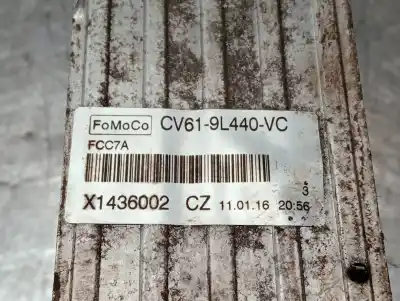 FoMoCo CV61-9L440-VC
FCC7A
3
X1436002 CZ 11.01.16 20:56